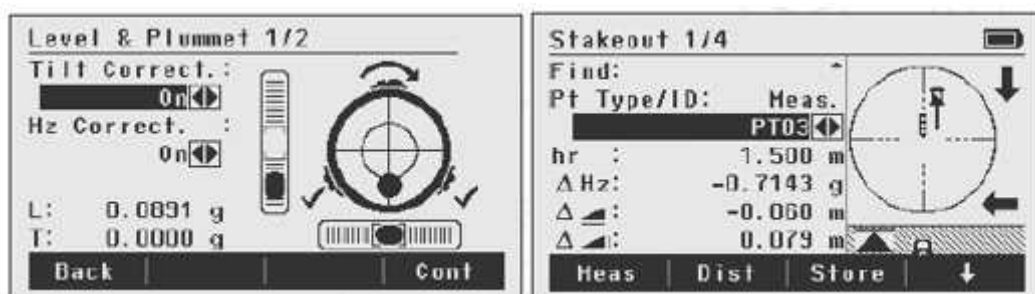 Level & Plummet 1/2
Tilt Correct.:
On
Hz Correct. :
On
L: 0.0891 g
T: 0.0000 g
Back Cont
Stakeout 1/4
Find:
Pt Type/ID: Meas.
PT03
hr : 1.500 m
ΔHz: -0.7143 g
Δ : -0.060 m
Δ : 0.079 m
Meas Dist Store